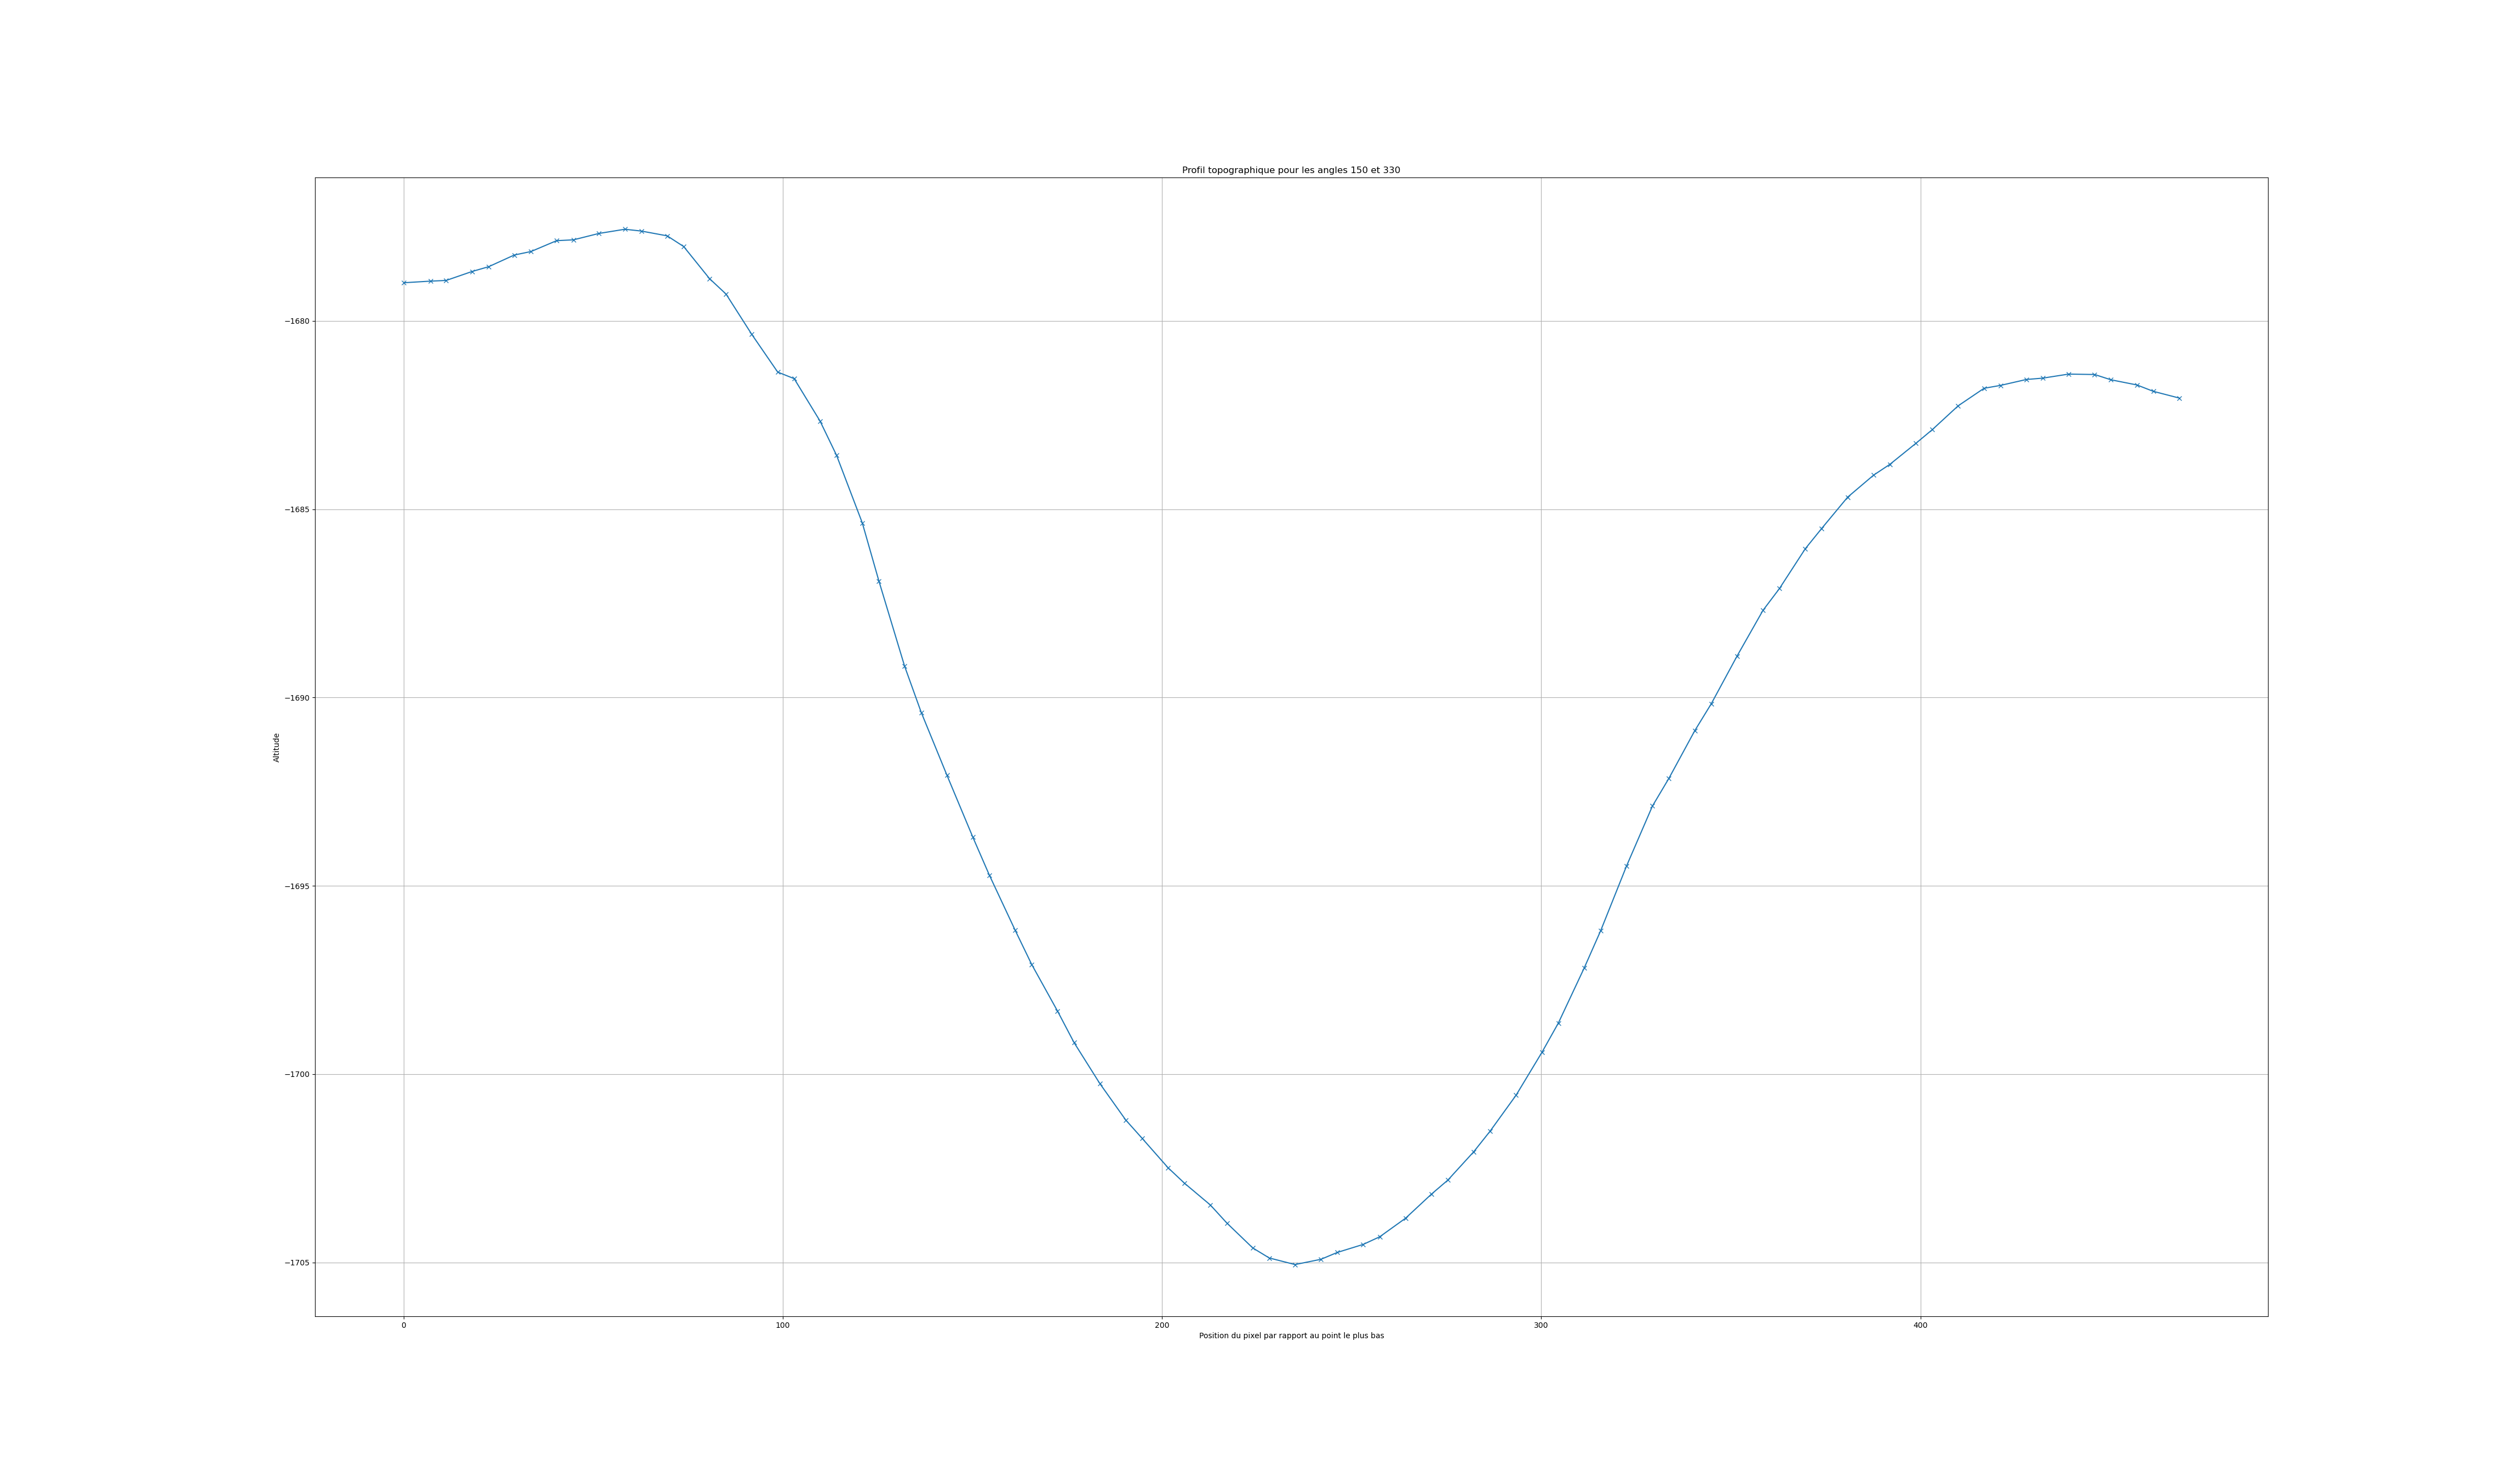 Profil topographique pour les angles 150 et 330
−1680
−1685
−1690
−1695
−1700
−1705
Altitude
0 100 200 300 400
Position du pixel par rapport au point le plus bas